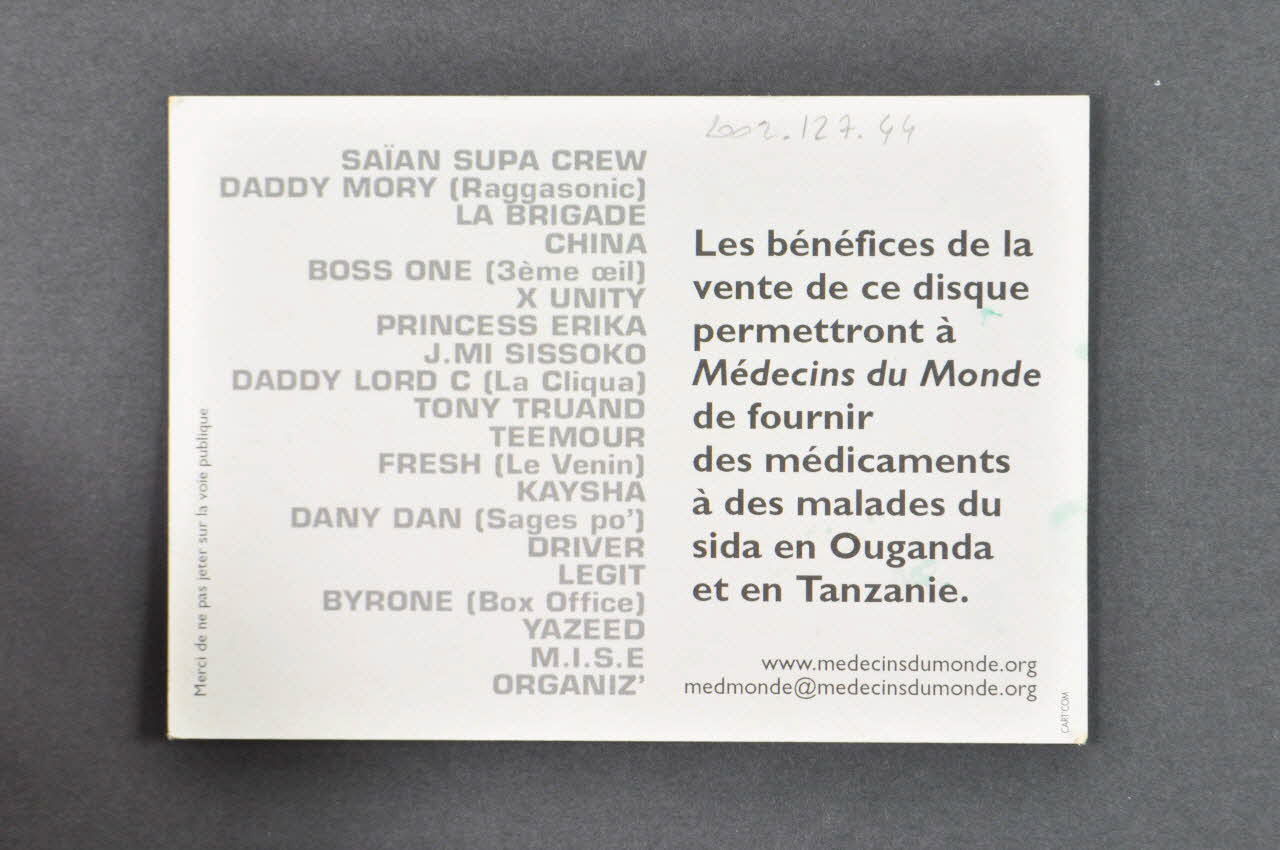 2002.127.44
SAÏAN SUPA CREW
DADDY MORY (Raggasonic)
LA BRIGADE
CHINA
BOSS ONE (3ème œil)
X UNITY
PRINCESS ERIKA
J.MI SISSOKO
DADDY LORD C (La Cliqua)
TONY TRUAND
TEEMOUR
FRESH (Le Venin)
KAYSHA
DANY DAN (Sages po')
DRIVER
LEGIT
BYRONE (Box Office)
YAZEED
M.I.S.E
ORGANIZ'
Merci de ne pas jeter sur la voie publique
Les bénéfices de la
vente de ce disque
permettront à
Médecins du Monde
de fournir
des médicaments
à des malades du
sida en Ouganda
et en Tanzanie.
www.medecinsdumonde.org
medmonde@medecinsdumonde.org
CART'COM